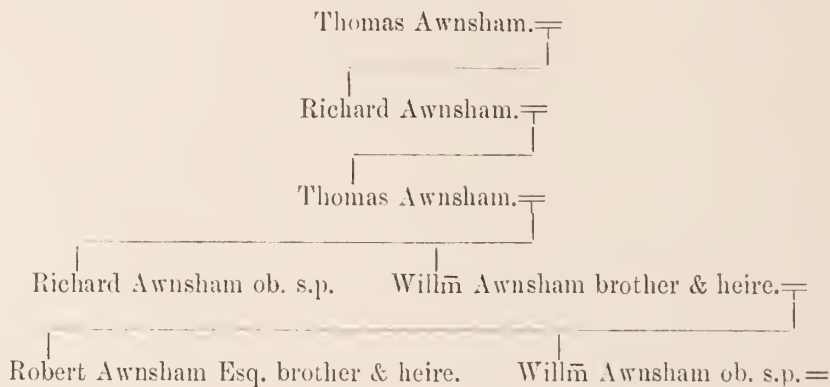 Thomas Awnsham.=
Richard Awnsham.=
Thomas Awnsham.=
Richard Awnsham ob. s.p. Willm̄ Awnsham brother & heire.=
Robert Awnsham Esq. brother & heire. Willm̄ Awnsham ob. s.p.=